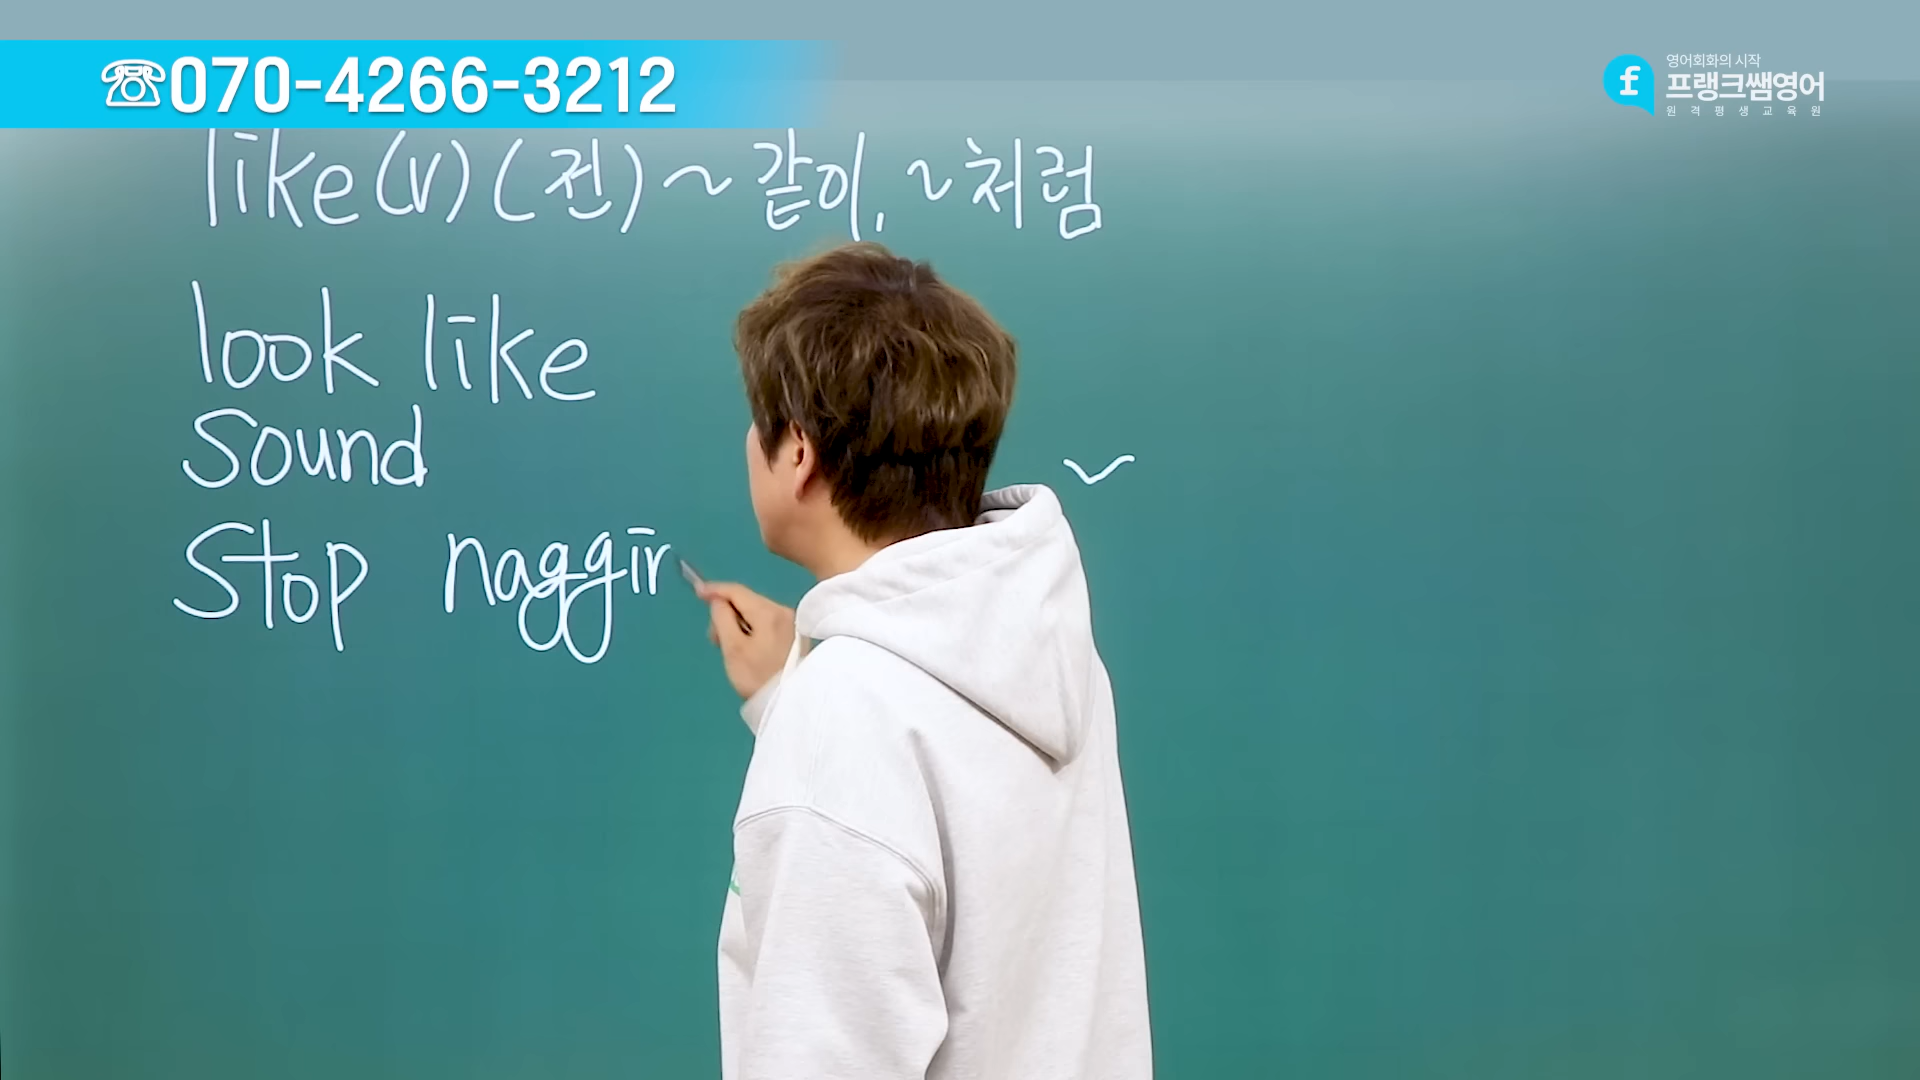 ☎070-4266-3212
영어회화의 시작
프랭크쌤영어
원격평생교육원
like(v)(전)~같이,~처럼
look like
sound
Stop naggin